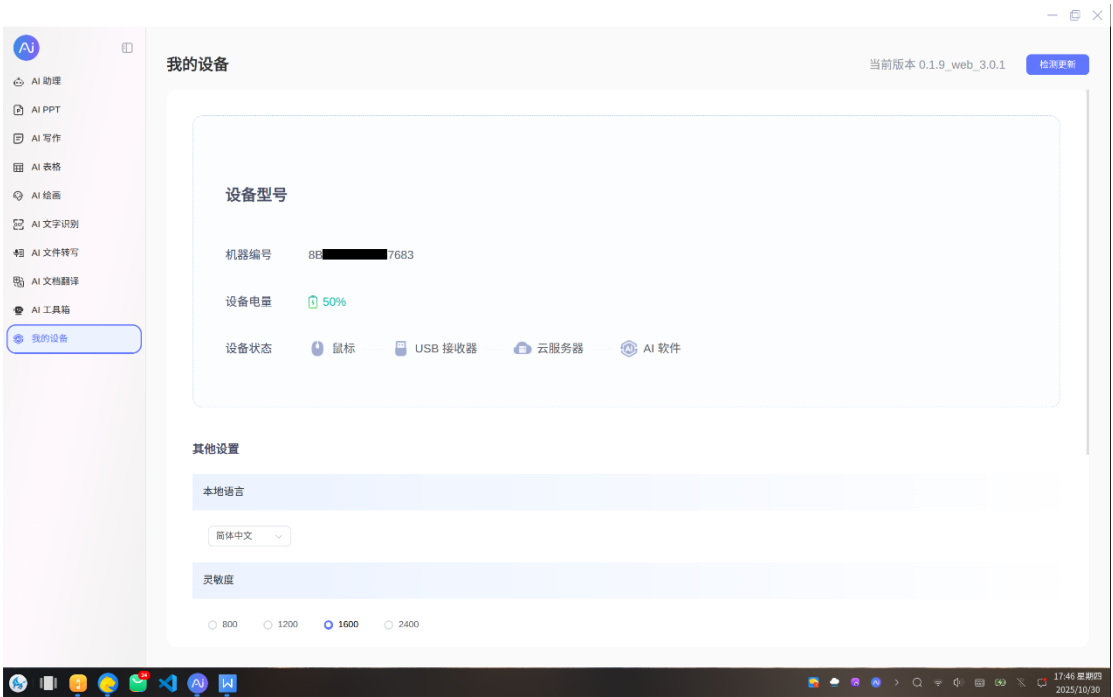 Ai
我的设备
当前版本 0.1.9_web_3.0.1
检测更新
AI 助理
AI PPT
AI 写作
AI 表格
AI 绘画
AI 文字识别
AI 文件转写
AI 文档翻译
AI 工具箱
我的设备
设备型号
机器编号 8B 7683
设备电量 50%
设备状态 鼠标 USB 接收器 云服务器 AI 软件
其他设置
本地语言
简体中文
灵敏度
800 1200 1600 2400
17:46 星期四
2025/10/30